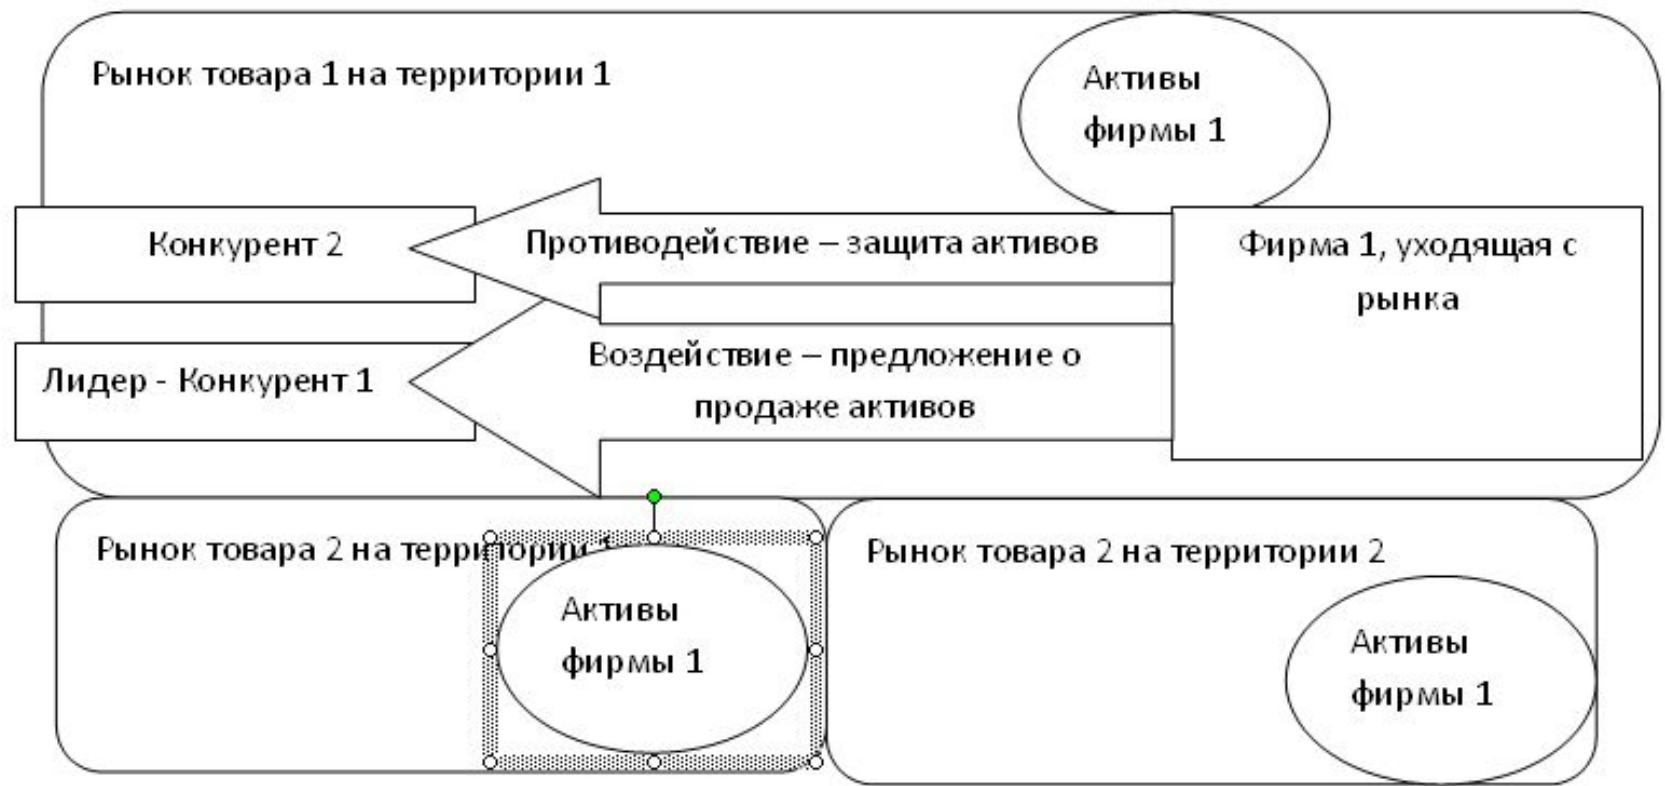 Рынок товара 1 на территории 1
Активы
фирмы 1
Конкурент 2
Противодействие – защита активов
Фирма 1, уходящая с
рынка
Лидер - Конкурент 1
Воздействие – предложение о
продаже активов
Рынок товара 2 на территории 1
Активы
фирмы 1
Рынок товара 2 на территории 2
Активы
фирмы 1